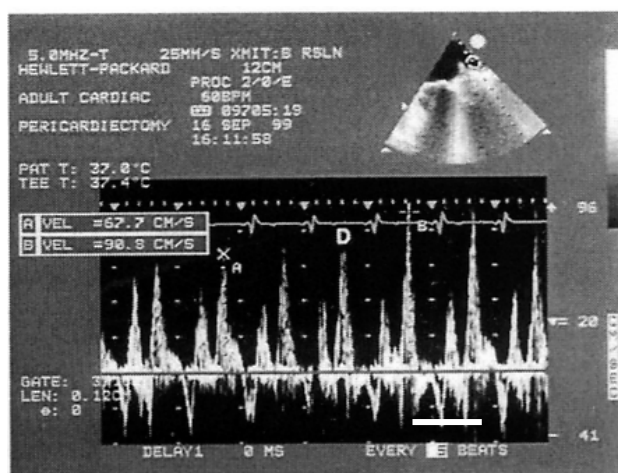 5.0MHZ-T 25MM/S XMIT:B RSLN
HEWLETT-PACKARD 12CM
PROC 2/0/E
ADULT CARDIAC 60BPM
09705:19
PERICARDIECTOMY 16 SEP 99
16:11:58
PAT T: 37.0°C
TEE T: 37.4°C
A VEL =67.7 CM/S
B VEL =90.8 CM/S
96
B
D
A
20
GATE:
LEN: 0.12C
θ: 0
41
DELAY1 0 MS EVERY BEATS